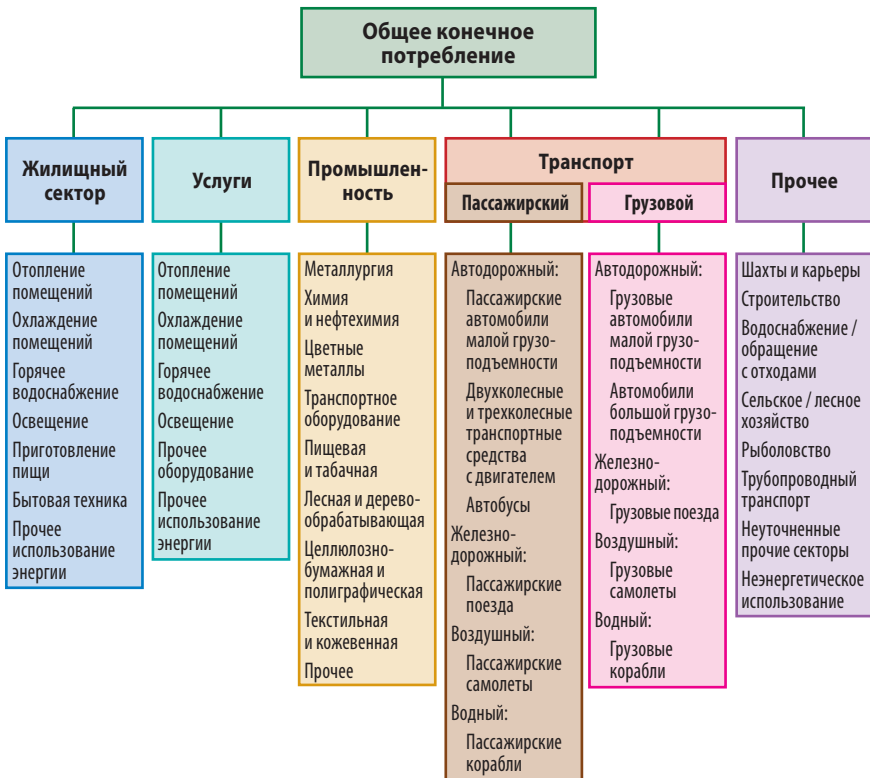 Общее конечное
потребление
Жилищный
сектор
Услуги
Промышлен-
ность
Транспорт
Пассажирский
Грузовой
Прочее
Отопление
помещений
Охлаждение
помещений
Горячее
водоснабжение
Освещение
Приготовление
пищи
Бытовая техника
Прочее
использование
энергии
Отопление
помещений
Охлаждение
помещений
Горячее
водоснабжение
Освещение
Прочее
оборудование
Прочее
использование
энергии
Металлургия
Химия
и нефтехимия
Цветные
металлы
Транспортное
оборудование
Пищевая
и табачная
Лесная и дерево-
обрабатывающая
Целлюлозно-
бумажная и
полиграфическая
Текстильная
и кожевенная
Прочее
Автодорожный:
Пассажирские
автомобили
малой грузо-
подъемности
Двухколесные
и трехколесные
транспортные
средства
с двигателем
Автобусы
Железно-
дорожный:
Пассажирские
поезда
Воздушный:
Пассажирские
самолеты
Водный:
Пассажирские
корабли
Автодорожный:
Грузовые
автомобили
малой грузо-
подъемности
Автомобили
большой грузо-
подъемности
Железно-
дорожный:
Грузовые поезда
Воздушный:
Грузовые
самолеты
Водный:
Грузовые
корабли
Шахты и карьеры
Строительство
Водоснабжение /
обращение
с отходами
Сельское / лесное
хозяйство
Рыболовство
Трубопроводный
транспорт
Неуточненные
прочие секторы
Неэнергетическое
использование